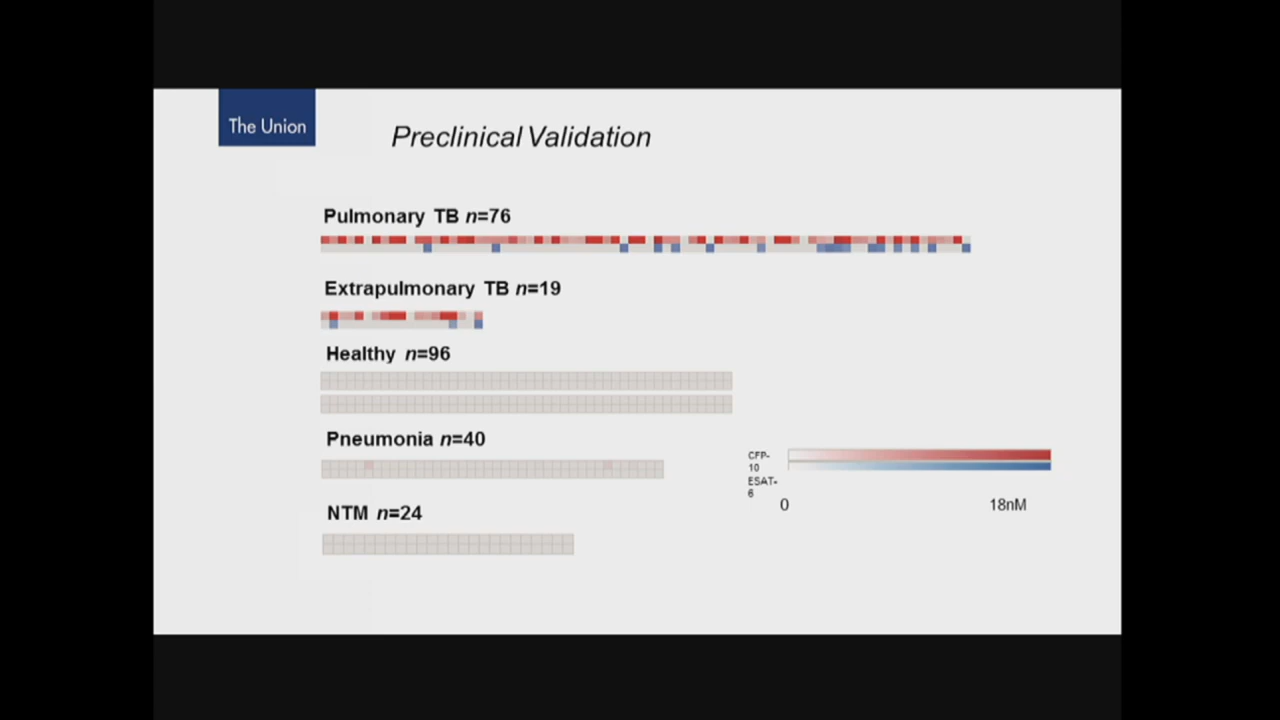 The Union
Preclinical Validation
Pulmonary TB n=76
Extrapulmonary TB n=19
Healthy n=96
Pneumonia n=40
CFP-
10
ESAT-
6
0 18nM
NTM n=24